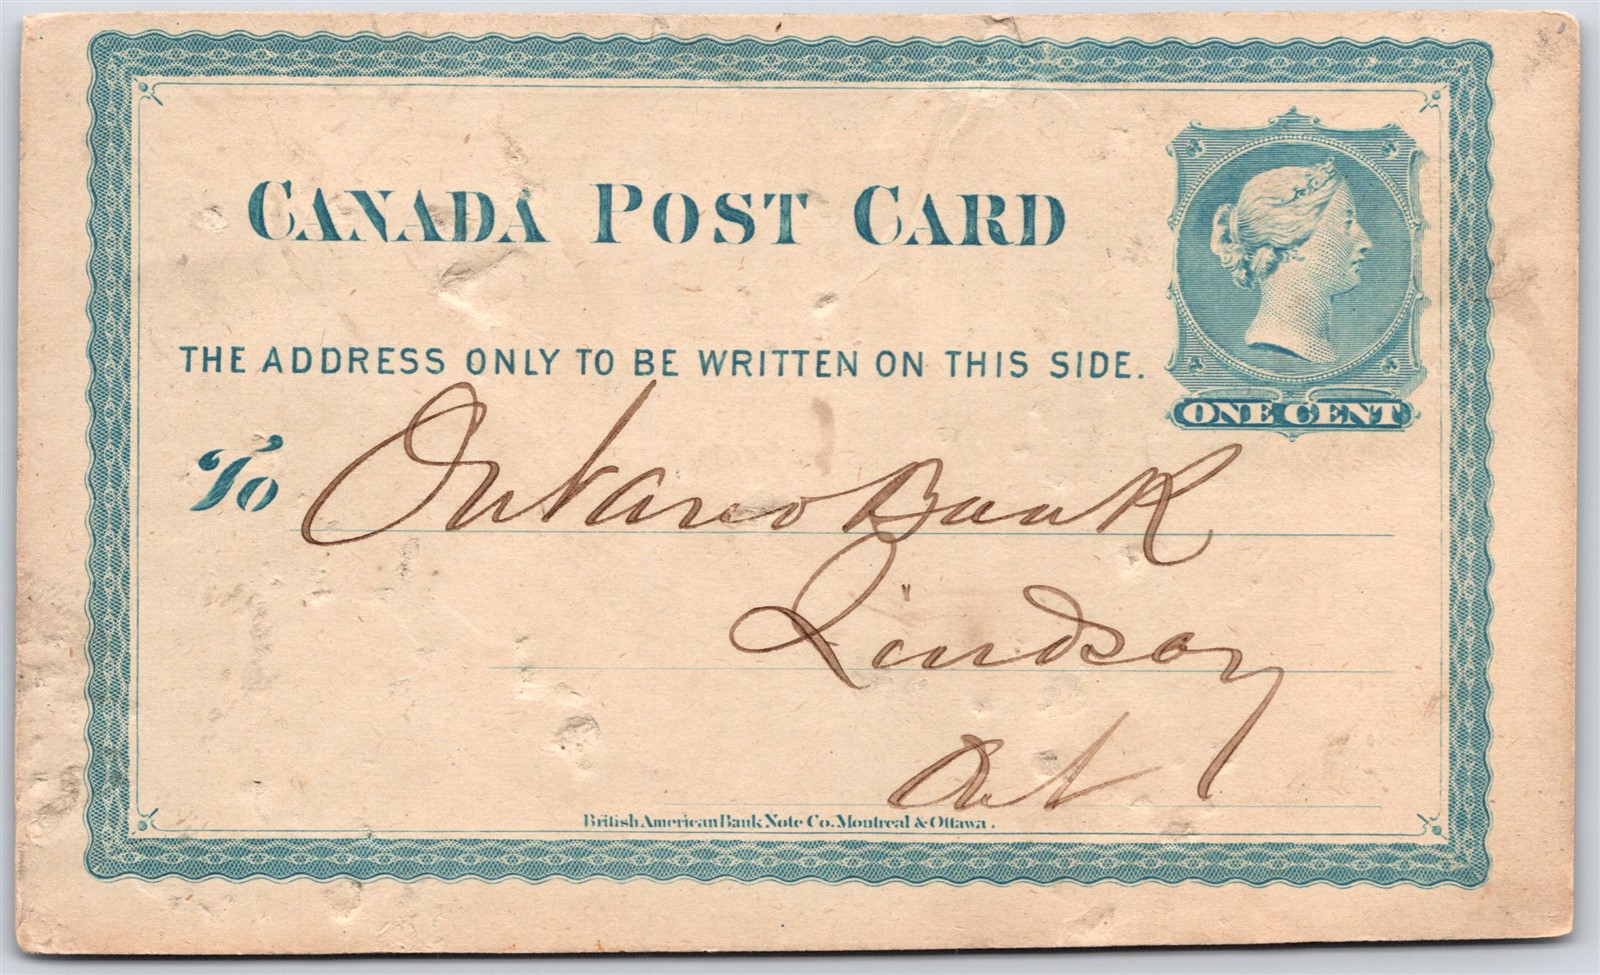 CANADA POST CARD
THE ADDRESS ONLY TO BE WRITTEN ON THIS SIDE.
ONE CENT
To Ontario Bank
Lindsay
Ont
British American Bank Note Co. Montreal & Ottawa.